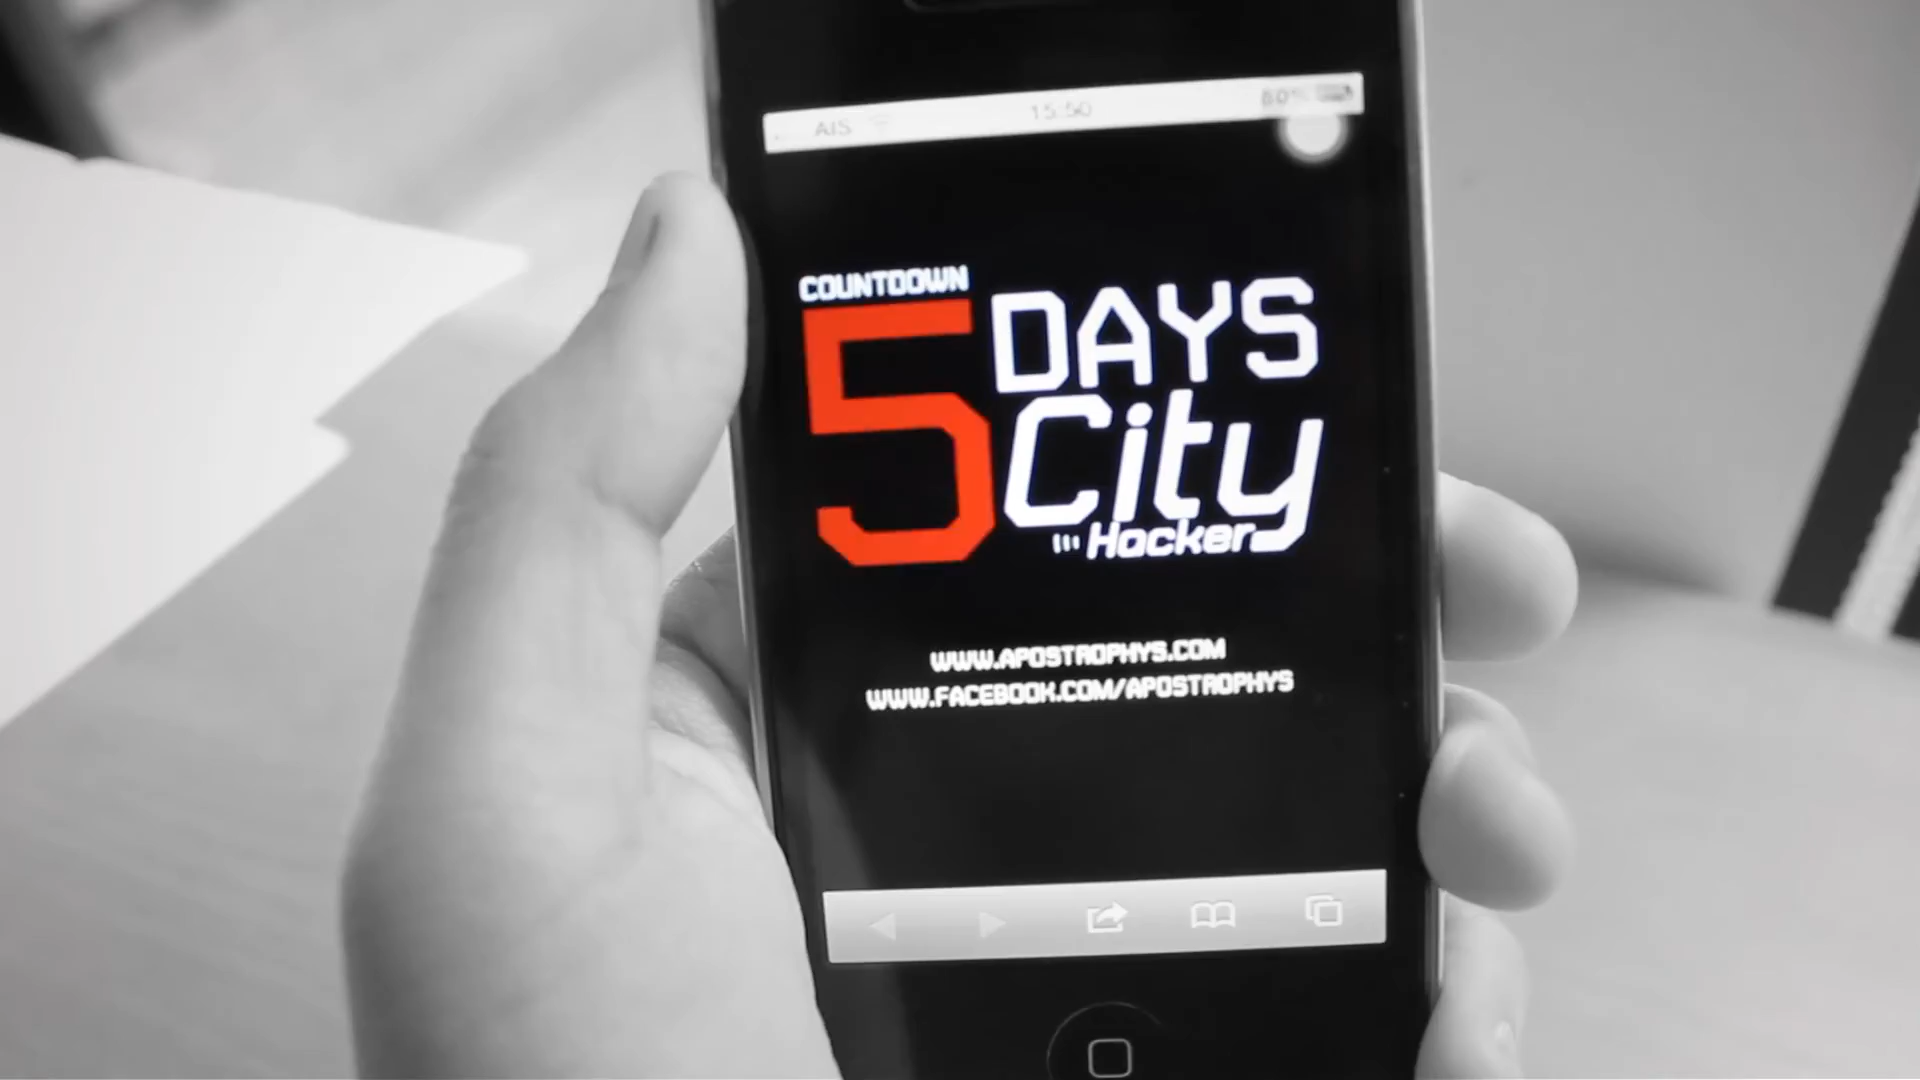 AIS 15:50 80%
COUNTDOWN
5 DAYS
City
Hacker
WWW.APOSTROPHYS.COM
WWW.FACEBOOK.COM/APOSTROPHYS